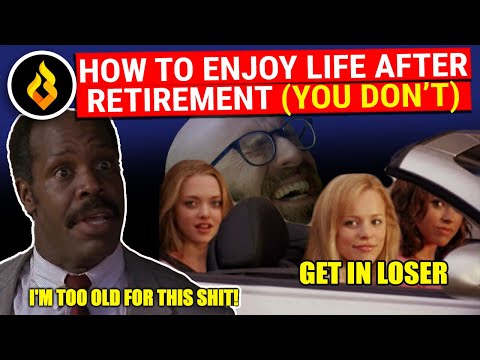 HOW TO ENJOY LIFE AFTER
RETIREMENT (YOU DON'T)
GET IN LOSER
I'M TOO OLD FOR THIS SHIT!